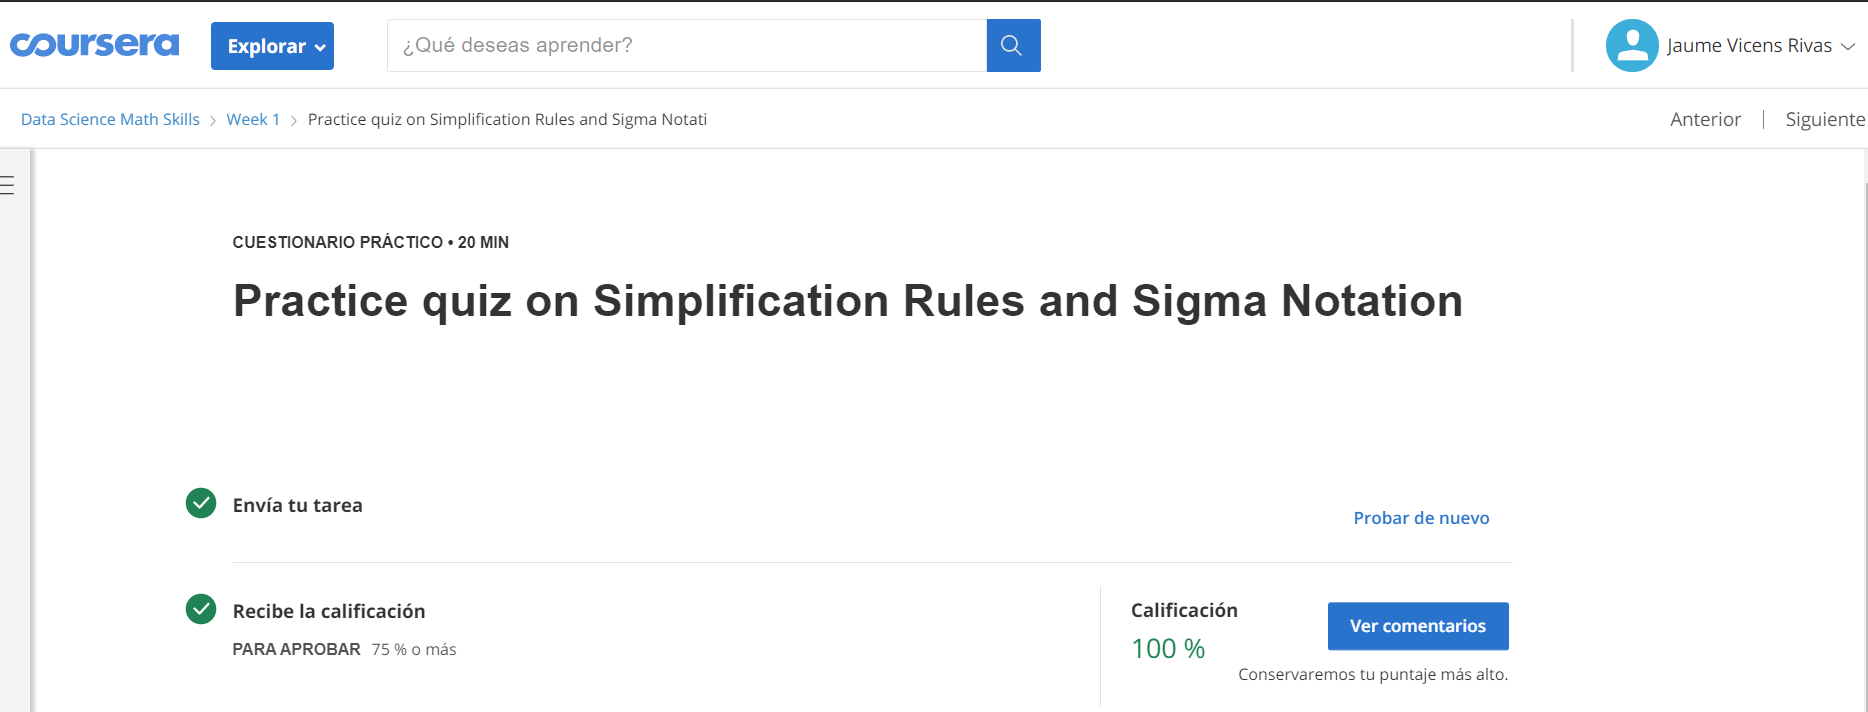 coursera
Explorar
¿Qué deseas aprender?
Jaume Vicens Rivas
Data Science Math Skills > Week 1 > Practice quiz on Simplification Rules and Sigma Notati
Anterior | Siguiente
CUESTIONARIO PRÁCTICO • 20 MIN
Practice quiz on Simplification Rules and Sigma Notation
Envía tu tarea
Probar de nuevo
Recibe la calificación
PARA APROBAR 75 % o más
Calificación
100 %
Ver comentarios
Conservaremos tu puntaje más alto.